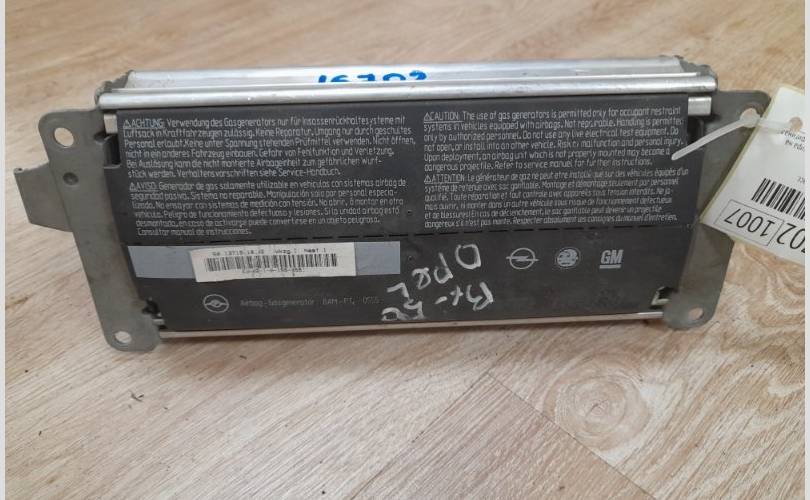 16702
⚠ACHTUNG: Verwendung des Gasgenerators nur für Insassenrückhaltesysteme mit
Luftsack in Kraftfahrzeugen zulässig. Keine Reparatur. Umgang nur durch geschultes
Personal erlaubt. Keine unter Spannung stehenden Prüfmittel verwenden. Nicht öffnen,
nicht in ein anderes Fahrzeug einbauen. Gefahr von Fehlfunktion und Verletzung.
Bei Auslösung kann die nicht montierte Airbageinheit zum gefährlichen Wurf-
stück werden. Verhaltensvorschriften siehe Service-Handbuch.
⚠AVISO: Generador de gas solamente utilizable en vehículos con sistemas airbag de
seguridad pasivo. Sistema no reparable. Manipulación solo por personal especia-
lizado. No ensayar con sistemas de medición con tensión. No abrir, ó montar en otro
vehículo. Peligro de funcionamiento defectuoso y lesiones. Si la unidad airbag está
desmontada, en caso de activarse puede convertirse en un objeto peligroso.
Consultar manual de instrucciones.
⚠CAUTION: The use of gas generators is permitted only for occupant restraint
systems in vehicles equipped with airbags. Not reparable. Handling is permitted
only by authorized personnel. Do not use any live electrical test equipment. Do
not open, or install into an other vehicle. Risk of malfunction and personal injury.
Upon deployment, an airbag unit which is not properly mounted may become a
dangerous projectile. Refer to service manual for further instructions.
⚠ATTENTION: Le générateur de gaz ne peut être installé que sur des véhicules équipés d'un
système de retenue avec sac gonflable. Montage et démontage seulement par personnel
qualifié. Toute réparation et tout contrôle avec appareils sous tension défendu. Ne ja-
mais ouvrir, ni monter dans un autre véhicule sous risque de fonctionnement défectueux
et de blessures! En cas de déclenchement, le sac gonflable peut devenir un projectile
dangereux s'il n'est pas monté. Respecter absolument les consignes du manuel d'entretien.
OPEL
GM
Airbag-Gasgenerator: BAM-PT1 0515
702 1007